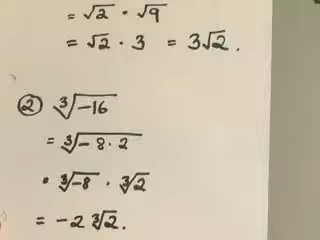 = √2 · √9
= √2 · 3 = 3√2.
② ∛-16
= ∛-8·2
· ∛-8 · ∛2
= -2 ∛2.